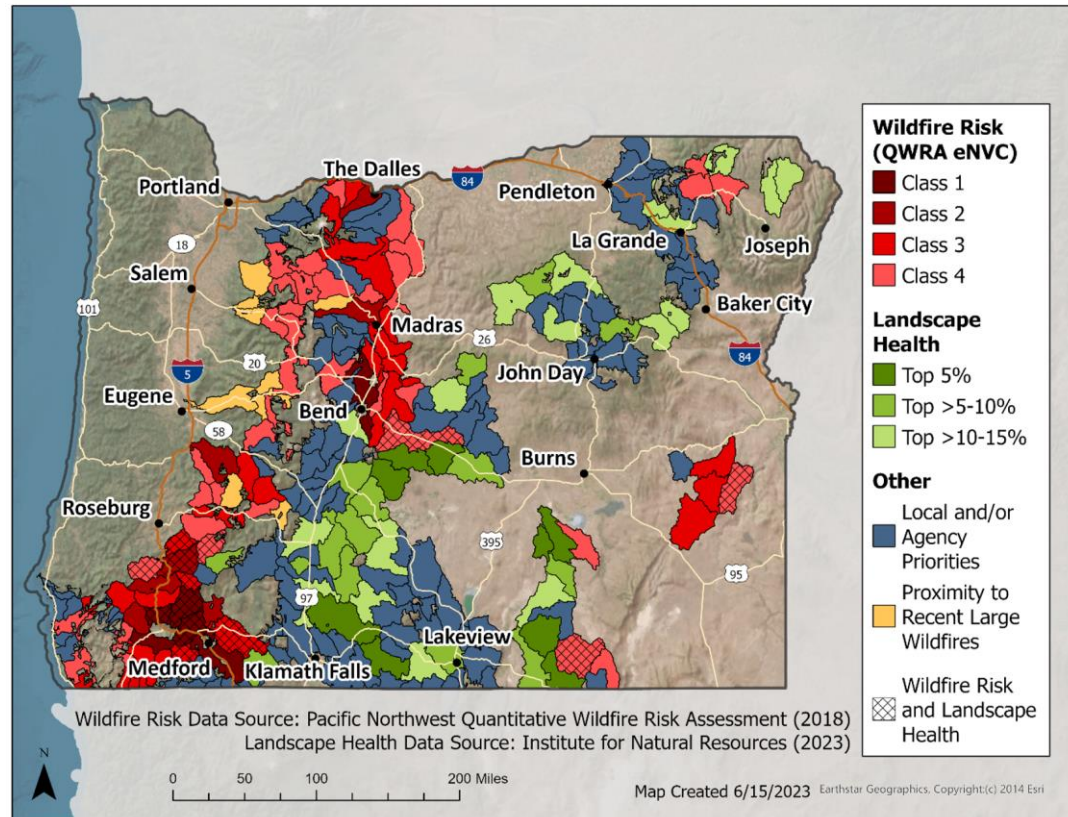 The Dalles
84
Portland
Pendleton
18
La Grande
Joseph
Salem
101
Baker City
Madras
26
20
John Day
84
5
Eugene
Bend
58
Burns
Roseburg
395
95
97
Lakeview
Medford
Klamath Falls
Wildfire Risk Data Source: Pacific Northwest Quantitative Wildfire Risk Assessment (2018)
Landscape Health Data Source: Institute for Natural Resources (2023)
N
0 50 100 200 Miles
Map Created 6/15/2023
Earthstar Geographics, Copyright:(c) 2014 Esri
Wildfire Risk
(QWRA eNVC)
Class 1
Class 2
Class 3
Class 4
Landscape
Health
Top 5%
Top >5-10%
Top >10-15%
Other
Local and/or
Agency
Priorities
Proximity to
Recent Large
Wildfires
Wildfire Risk
and Landscape
Health